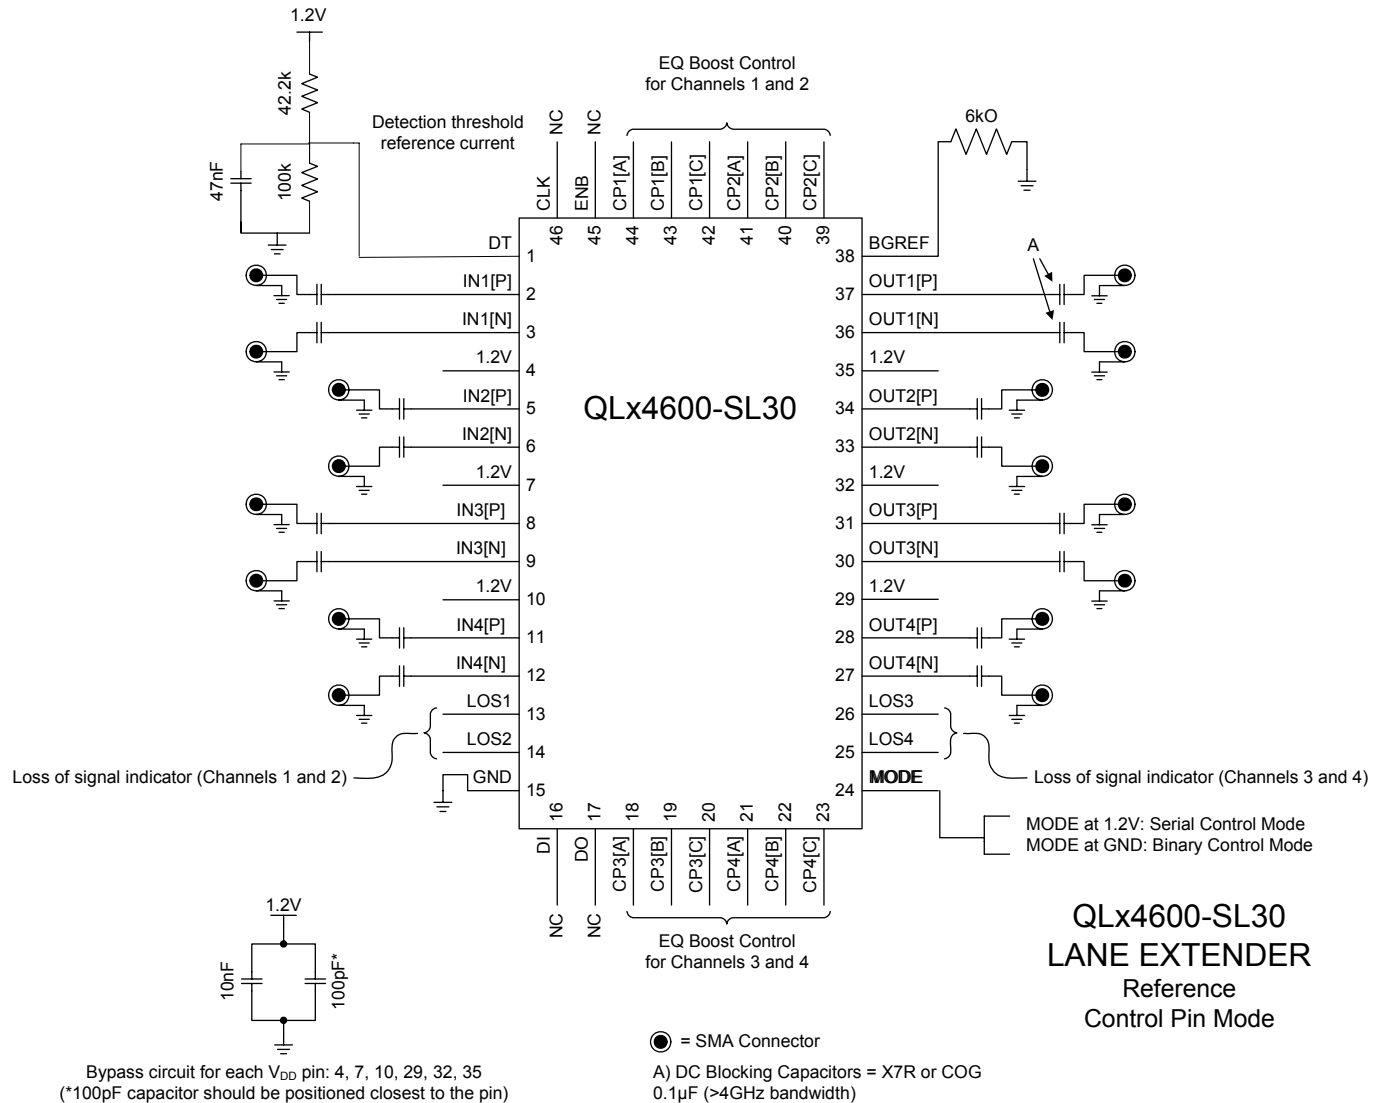 1.2V
42.2k
47nF
100k
Detection threshold
reference current
EQ Boost Control
for Channels 1 and 2
6kO
NC
NC
CLK
ENB
CP1[A]
CP1[B]
CP1[C]
CP2[A]
CP2[B]
CP2[C]
46
45
44
43
42
41
40
39
DT
1
38
BGREF
A
IN1[P]
2
37
OUT1[P]
IN1[N]
3
36
OUT1[N]
1.2V
4
35
1.2V
IN2[P]
5
34
OUT2[P]
QLx4600-SL30
IN2[N]
6
33
OUT2[N]
1.2V
7
32
1.2V
IN3[P]
8
31
OUT3[P]
IN3[N]
9
30
OUT3[N]
1.2V
10
29
1.2V
IN4[P]
11
28
OUT4[P]
IN4[N]
12
27
OUT4[N]
LOS1
13
26
LOS3
LOS2
14
25
LOS4
Loss of signal indicator (Channels 1 and 2)
Loss of signal indicator (Channels 3 and 4)
GND
15
24
MODE
16
17
18
19
20
21
22
23
DI
DO
CP3[A]
CP3[B]
CP3[C]
CP4[A]
CP4[B]
CP4[C]
NC
NC
MODE at 1.2V: Serial Control Mode
MODE at GND: Binary Control Mode
EQ Boost Control
for Channels 3 and 4
QLx4600-SL30
LANE EXTENDER
Reference
Control Pin Mode
1.2V
10nF
100pF*
Bypass circuit for each VDD pin: 4, 7, 10, 29, 32, 35
(*100pF capacitor should be positioned closest to the pin)
= SMA Connector
A) DC Blocking Capacitors = X7R or COG
0.1µF (>4GHz bandwidth)